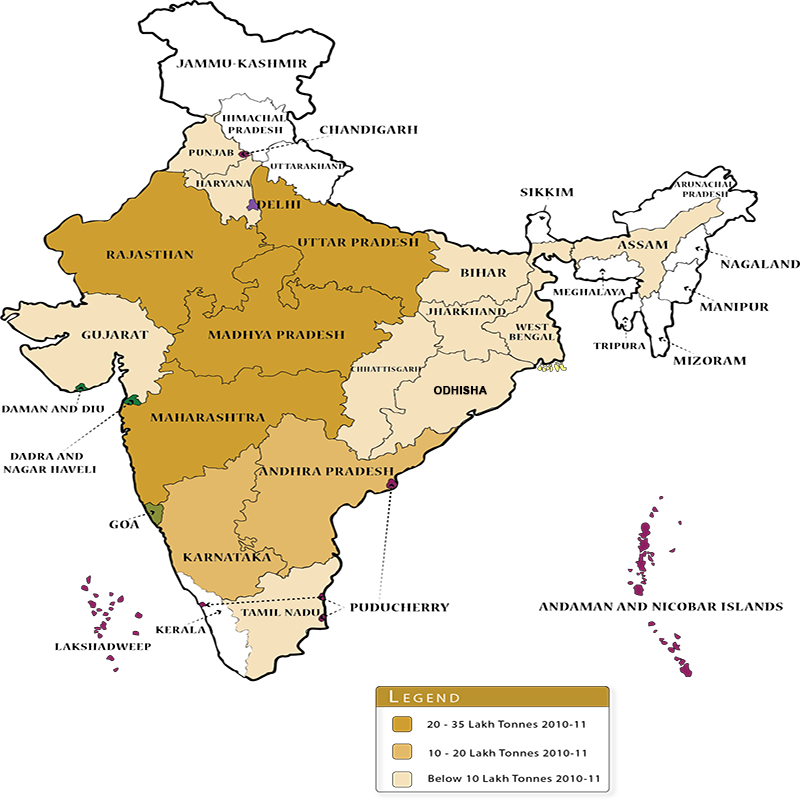 JAMMU-KASHMIR
HIMACHAL
PRADESH
CHANDIGARH
PUNJAB
UTTARAKHAND
HARYANA
DELHI
SIKKIM
ARUNACHAL
PRADESH
RAJASTHAN
UTTAR PRADESH
ASSAM
BIHAR
NAGALAND
MEGHALAYA
MANIPUR
JHARKHAND
GUJARAT
MADHYA PRADESH
WEST
BENGAL
TRIPURA
MIZORAM
CHHATTISGARH
ODHISHA
DAMAN AND DIU
MAHARASHTRA
DADRA AND
NAGAR HAVELI
ANDHRA PRADESH
GOA
KARNATAKA
PUDUCHERRY
ANDAMAN AND NICOBAR ISLANDS
TAMIL NADU
KERALA
LAKSHADWEEP
LEGEND
20 - 35 Lakh Tonnes 2010-11
10 - 20 Lakh Tonnes 2010-11
Below 10 Lakh Tonnes 2010-11